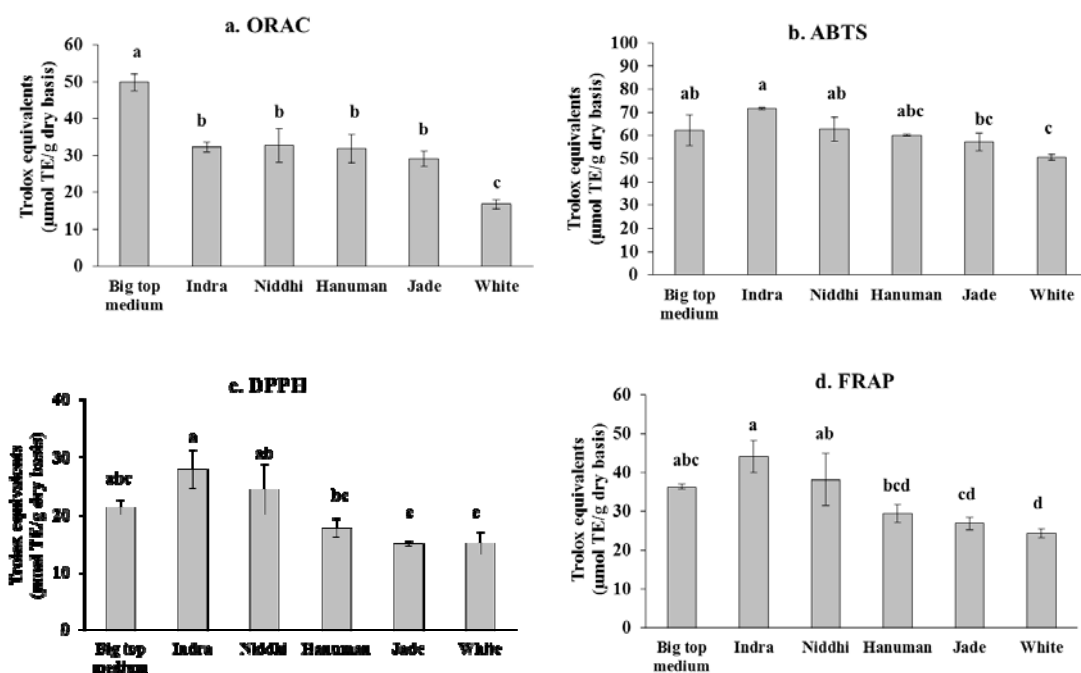 a. ORAC
Trolox equivalents
(µmol TE/g dry basis)
60
50
40
30
20
10
0
a
b
b
b
b
c
Big top
medium
Indra
Niddhi
Hanuman
Jade
White
b. ABTS
Trolox equivalents
(µmol TE/g dry basis)
100
90
80
70
60
50
40
30
20
10
0
ab
a
ab
abc
bc
c
Big top
medium
Indra
Niddhi
Hanuman
Jade
White
c. DPPH
Trolox equivalents
(µmol TE/g dry basis)
40
30
20
10
0
abc
a
ab
bc
c
c
Big top
medium
Indra
Niddhi
Hanuman
Jade
White
d. FRAP
Trolox equivalents
(µmol TE/g dry basis)
60
50
40
30
20
10
0
abc
a
ab
bcd
cd
d
Big top
medium
Indra
Niddhi
Hanuman
Jade
White